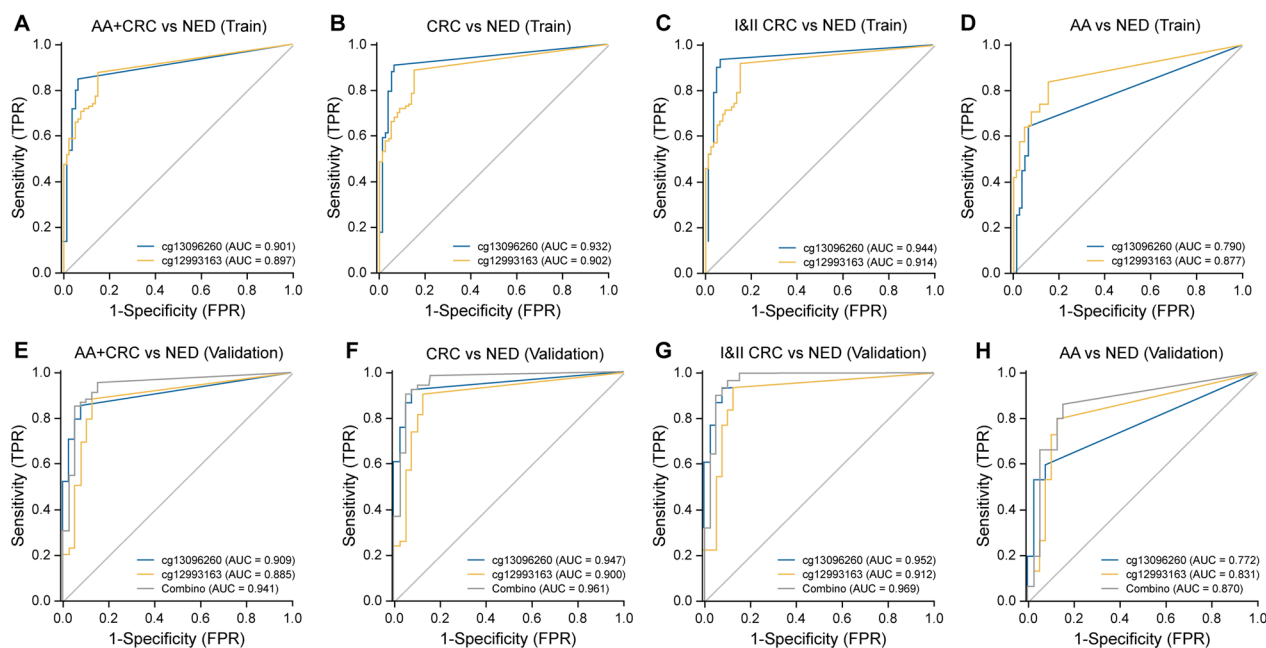 A
AA+CRC vs NED (Train)
1.0
0.8
0.6
0.4
0.2
0.0
Sensitivity (TPR)
cg13096260 (AUC = 0.901)
cg12993163 (AUC = 0.897)
0.0 0.2 0.4 0.6 0.8 1.0
1-Specificity (FPR)
B
CRC vs NED (Train)
1.0
0.8
0.6
0.4
0.2
0.0
Sensitivity (TPR)
cg13096260 (AUC = 0.932)
cg12993163 (AUC = 0.902)
0.0 0.2 0.4 0.6 0.8 1.0
1-Specificity (FPR)
C
I&II CRC vs NED (Train)
1.0
0.8
0.6
0.4
0.2
0.0
Sensitivity (TPR)
cg13096260 (AUC = 0.944)
cg12993163 (AUC = 0.914)
0.0 0.2 0.4 0.6 0.8 1.0
1-Specificity (FPR)
D
AA vs NED (Train)
1.0
0.8
0.6
0.4
0.2
0.0
Sensitivity (TPR)
cg13096260 (AUC = 0.790)
cg12993163 (AUC = 0.877)
0.0 0.2 0.4 0.6 0.8 1.0
1-Specificity (FPR)
E
AA+CRC vs NED (Validation)
1.0
0.8
0.6
0.4
0.2
0.0
Sensitivity (TPR)
cg13096260 (AUC = 0.909)
cg12993163 (AUC = 0.885)
Combino (AUC = 0.941)
0.0 0.2 0.4 0.6 0.8 1.0
1-Specificity (FPR)
F
CRC vs NED (Validation)
1.0
0.8
0.6
0.4
0.2
0.0
Sensitivity (TPR)
cg13096260 (AUC = 0.947)
cg12993163 (AUC = 0.900)
Combino (AUC = 0.961)
0.0 0.2 0.4 0.6 0.8 1.0
1-Specificity (FPR)
G
I&II CRC vs NED (Validation)
1.0
0.8
0.6
0.4
0.2
0.0
Sensitivity (TPR)
cg13096260 (AUC = 0.952)
cg12993163 (AUC = 0.912)
Combino (AUC = 0.969)
0.0 0.2 0.4 0.6 0.8 1.0
1-Specificity (FPR)
H
AA vs NED (Validation)
1.0
0.8
0.6
0.4
0.2
0.0
Sensitivity (TPR)
cg13096260 (AUC = 0.772)
cg12993163 (AUC = 0.831)
Combino (AUC = 0.870)
0.0 0.2 0.4 0.6 0.8 1.0
1-Specificity (FPR)